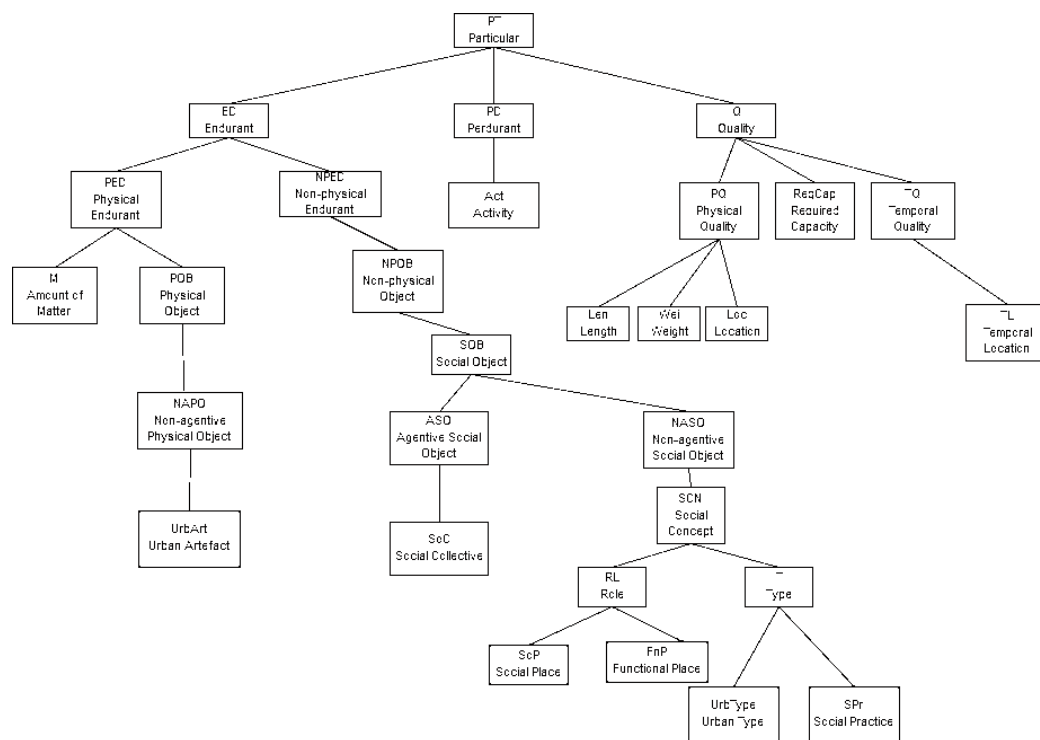 PT
Particular
ED
Endurant
PD
Perdurant
Q
Quality
PED
Physical
Endurant
NPED
Non-physical
Endurant
Act
Activity
PQ
Physical
Quality
ReqCap
Required
Capacity
TQ
Temporal
Quality
M
Amount of
Matter
POB
Physical
Object
NPOB
Non-physical
Object
Len
Length
Wei
Weight
Loc
Location
TL
Temporal
Location
SOB
Social Object
NAPO
Non-agentive
Physical Object
ASO
Agentive Social
Object
NASO
Non-agentive
Social Object
UrbArt
Urban Artefact
SoC
Social Collective
SCN
Social
Concept
RL
Role
T
Type
ScP
Social Place
FnP
Functional Place
UrbType
Urban Type
SPr
Social Practice